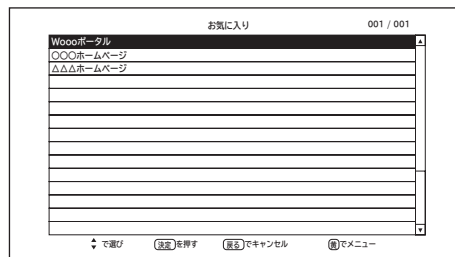 お気に入り 001 / 001
Woooポータル
○○○ホームページ
△△△ホームページ
で選び 決定を押す 戻るでキャンセル 黄でメニュー